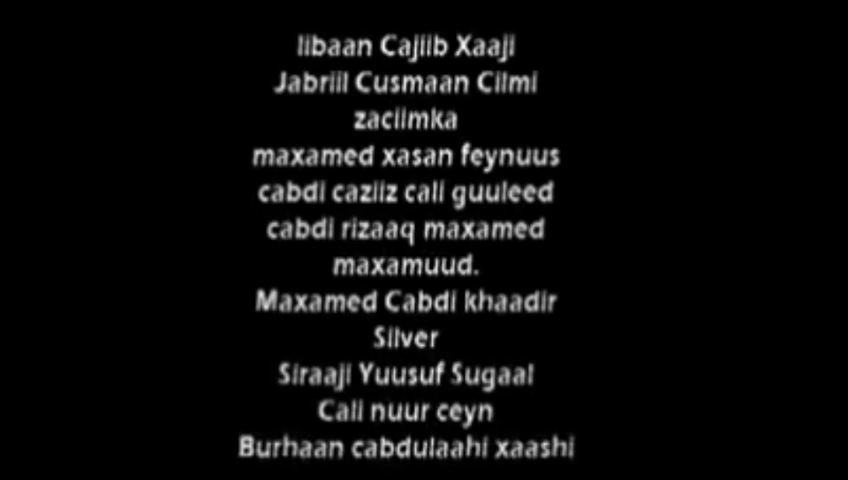 liibaan Cajiib Xaaji
Jabriil Cusmaan Cilmi
zaciimka
maxamed xasan feynuus
cabdi caziiz cali guuleed
cabdi rizaaq maxamed
maxamuud.
Maxamed Cabdi khaadir
Silver
Siraaji Yuusuf Sugaal
Cali nuur ceyn
Burhaan cabdulaahi xaashi